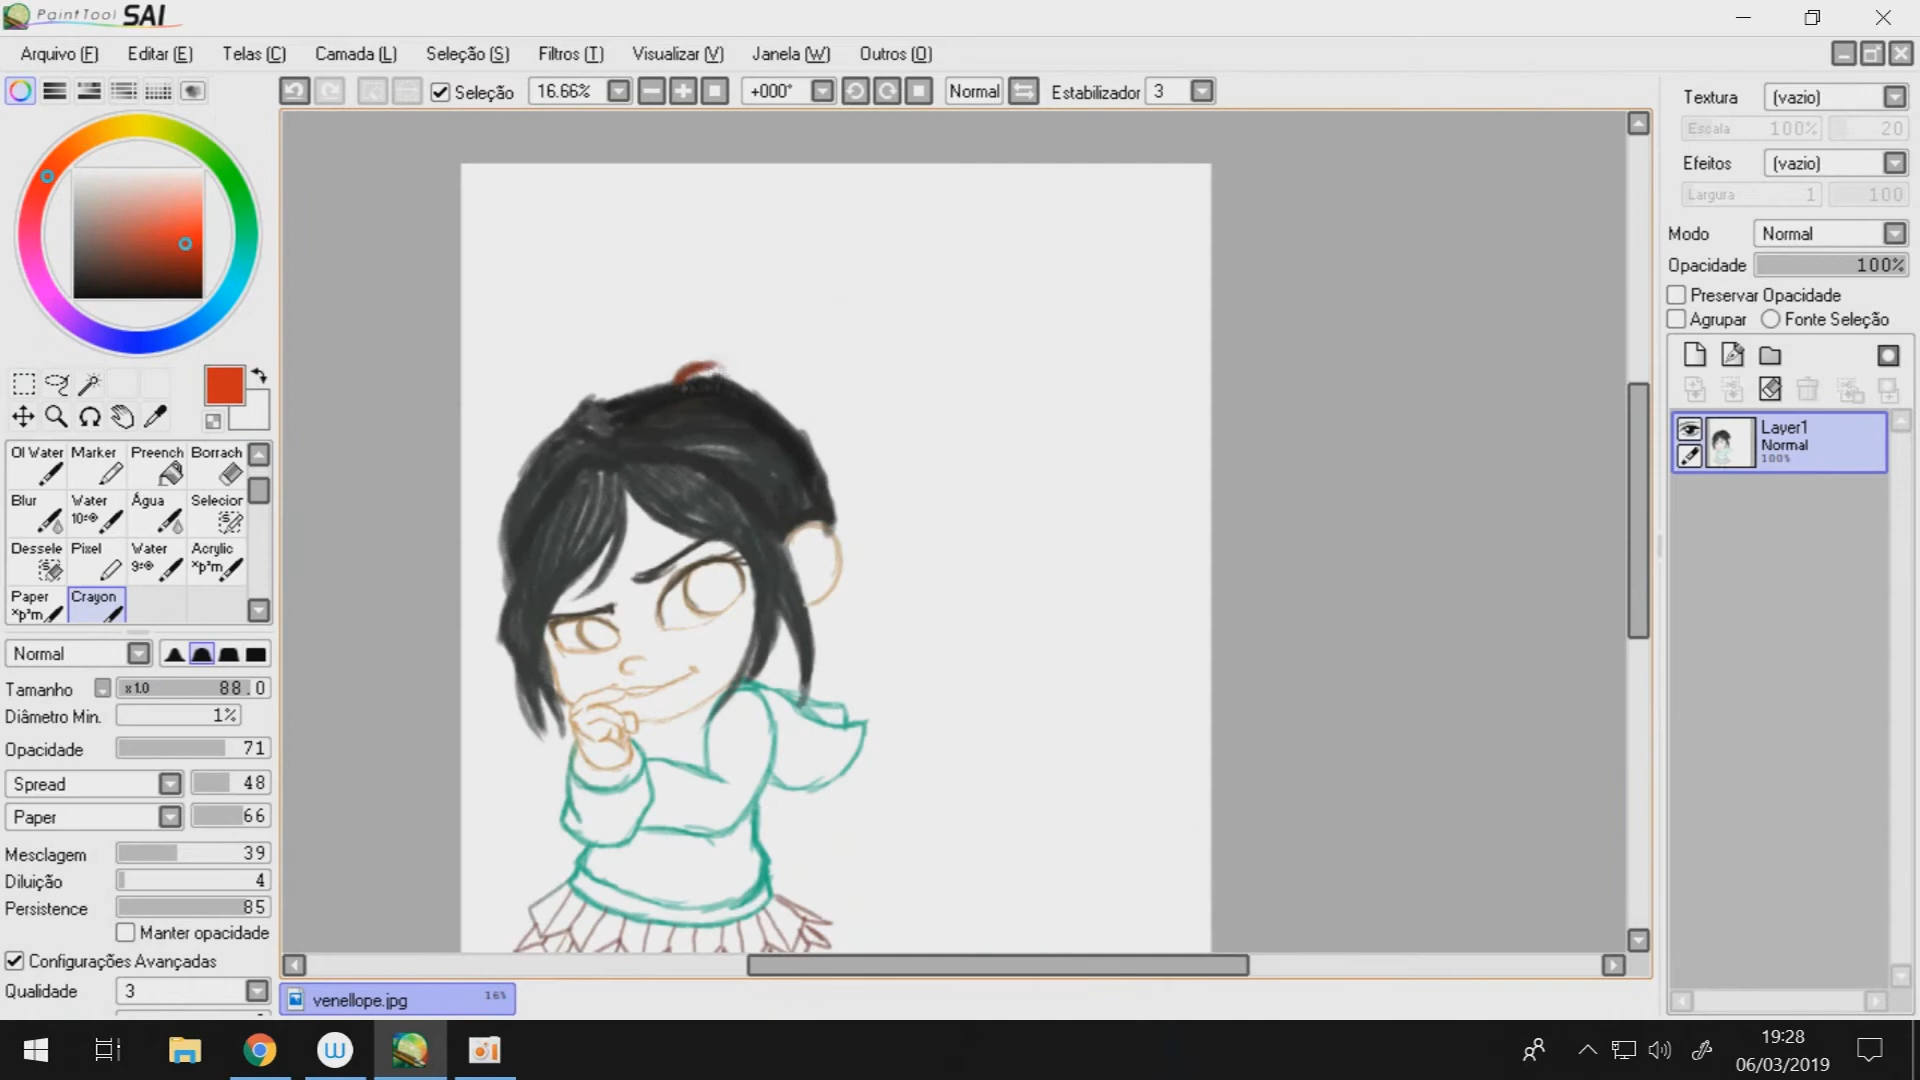 PaintTool SAI
Arquivo (F) Editar (E) Telas (C) Camada (L) Seleção (S) Filtros (T) Visualizar (V) Janela (W) Outros (O)
Seleção 16.66% +000° Normal Estabilizador 3
Textura (vazio)
Escala 100% 20
Efeitos (vazio)
Largura 1 100
Modo Normal
Opacidade 100%
Preservar Opacidade
Agrupar Fonte Seleção
Layer1
Normal
100%
Ol Water Marker Preench Borrach
Blur Water Água Selecior
10
Dessele Pixel Water Acrylic
9
Paper Crayon
Normal
Tamanho x 1.0 88.0
Diâmetro Min. 1%
Opacidade 71
Spread 48
Paper 66
Mesclagem 39
Diluição 4
Persistence 85
Manter opacidade
Configurações Avançadas
Qualidade 3
venellope.jpg 16%
19:28
06/03/2019